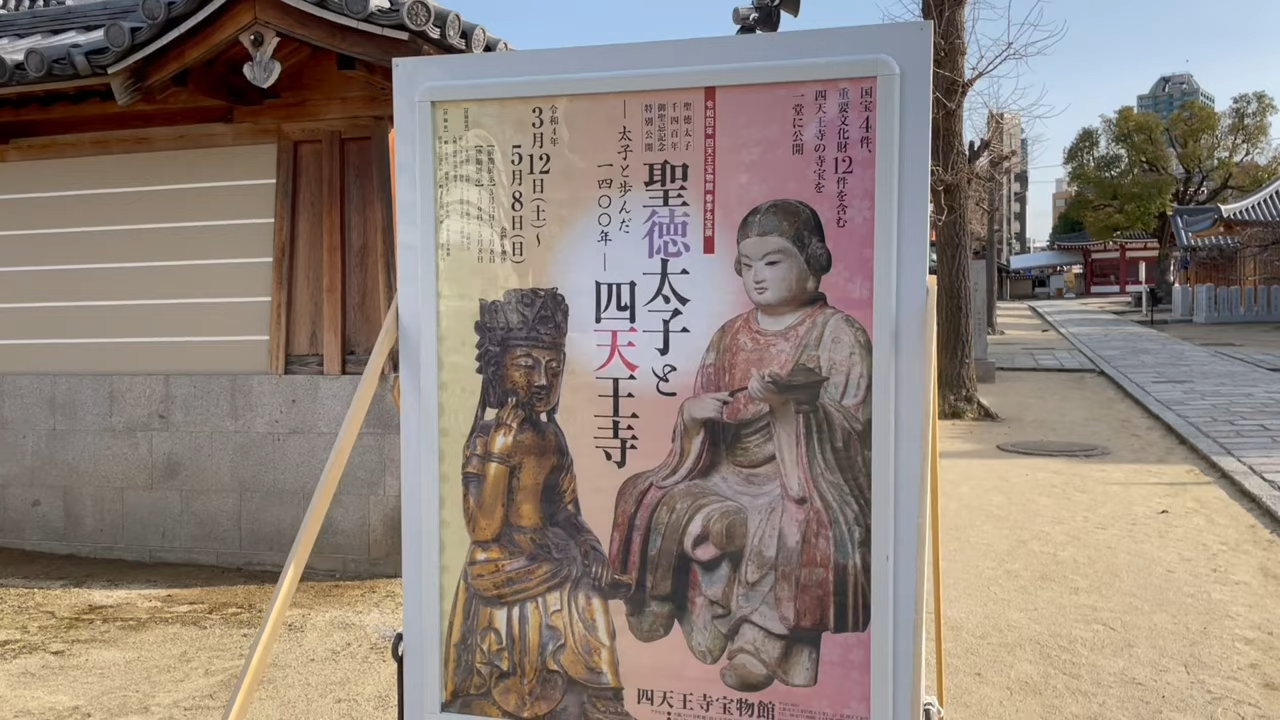 国宝4件、
重要文化財12件を含む
四天王寺の寺宝を
一堂に公開
令和四年 四天王寺宝物館 春季名宝展
聖徳太子
千四百年
御聖忌記念
特別公開
聖徳太子と
四天王寺
―太子と歩んだ
一四〇〇年―
令和4年
3月12日(土)～
5月8日(日)
四天王寺宝物館